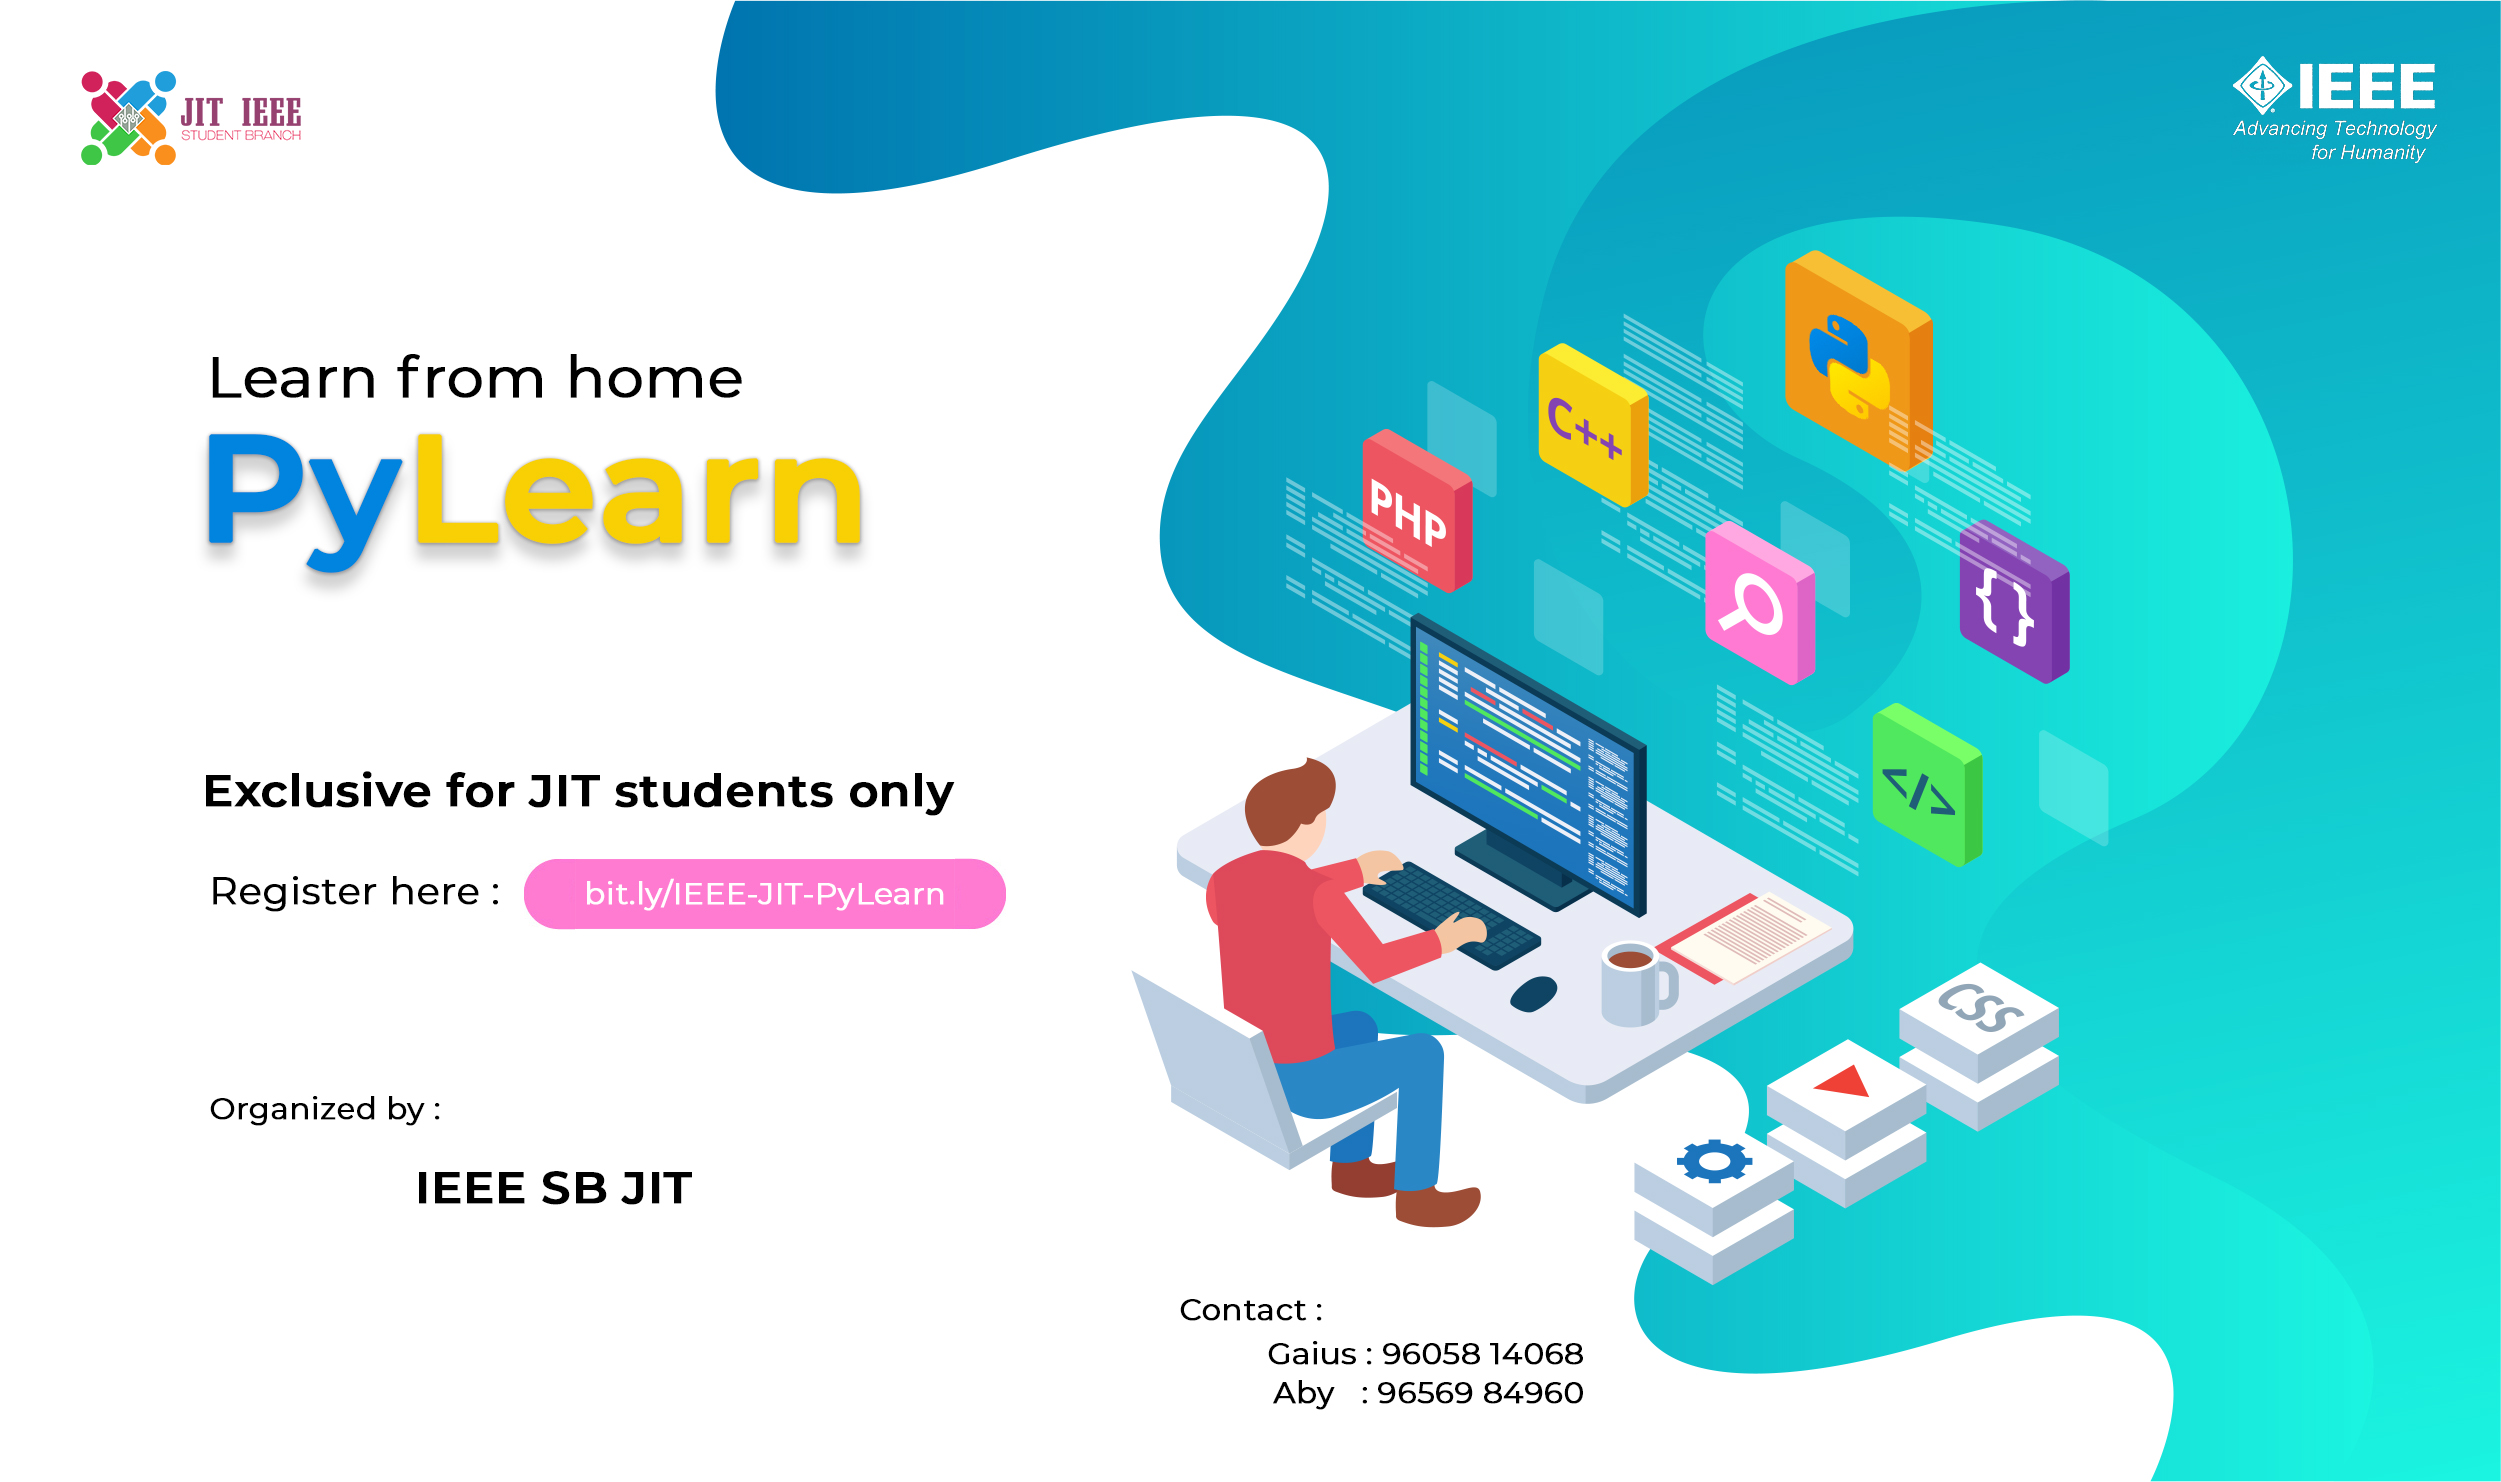 JIT IEEE
STUDENT BRANCH
IEEE
Advancing Technology
for Humanity
Learn from home
PyLearn
Exclusive for JIT students only
Register here : bit.ly/IEEE-JIT-PyLearn
Organized by :
IEEE SB JIT
PHP
C++
{ }
</>
CSS
Contact :
Gaius : 96058 14068
Aby : 96569 84960